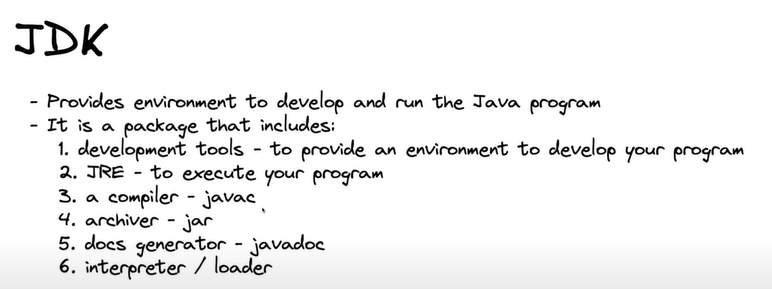 JDK
- Provides environment to develop and run the Java program
- It is a package that includes:
1. development tools - to provide an environment to develop your program
2. JRE - to execute your program
3. a compiler - javac
4. archiver - jar
5. docs generator - javadoc
6. interpreter / loader